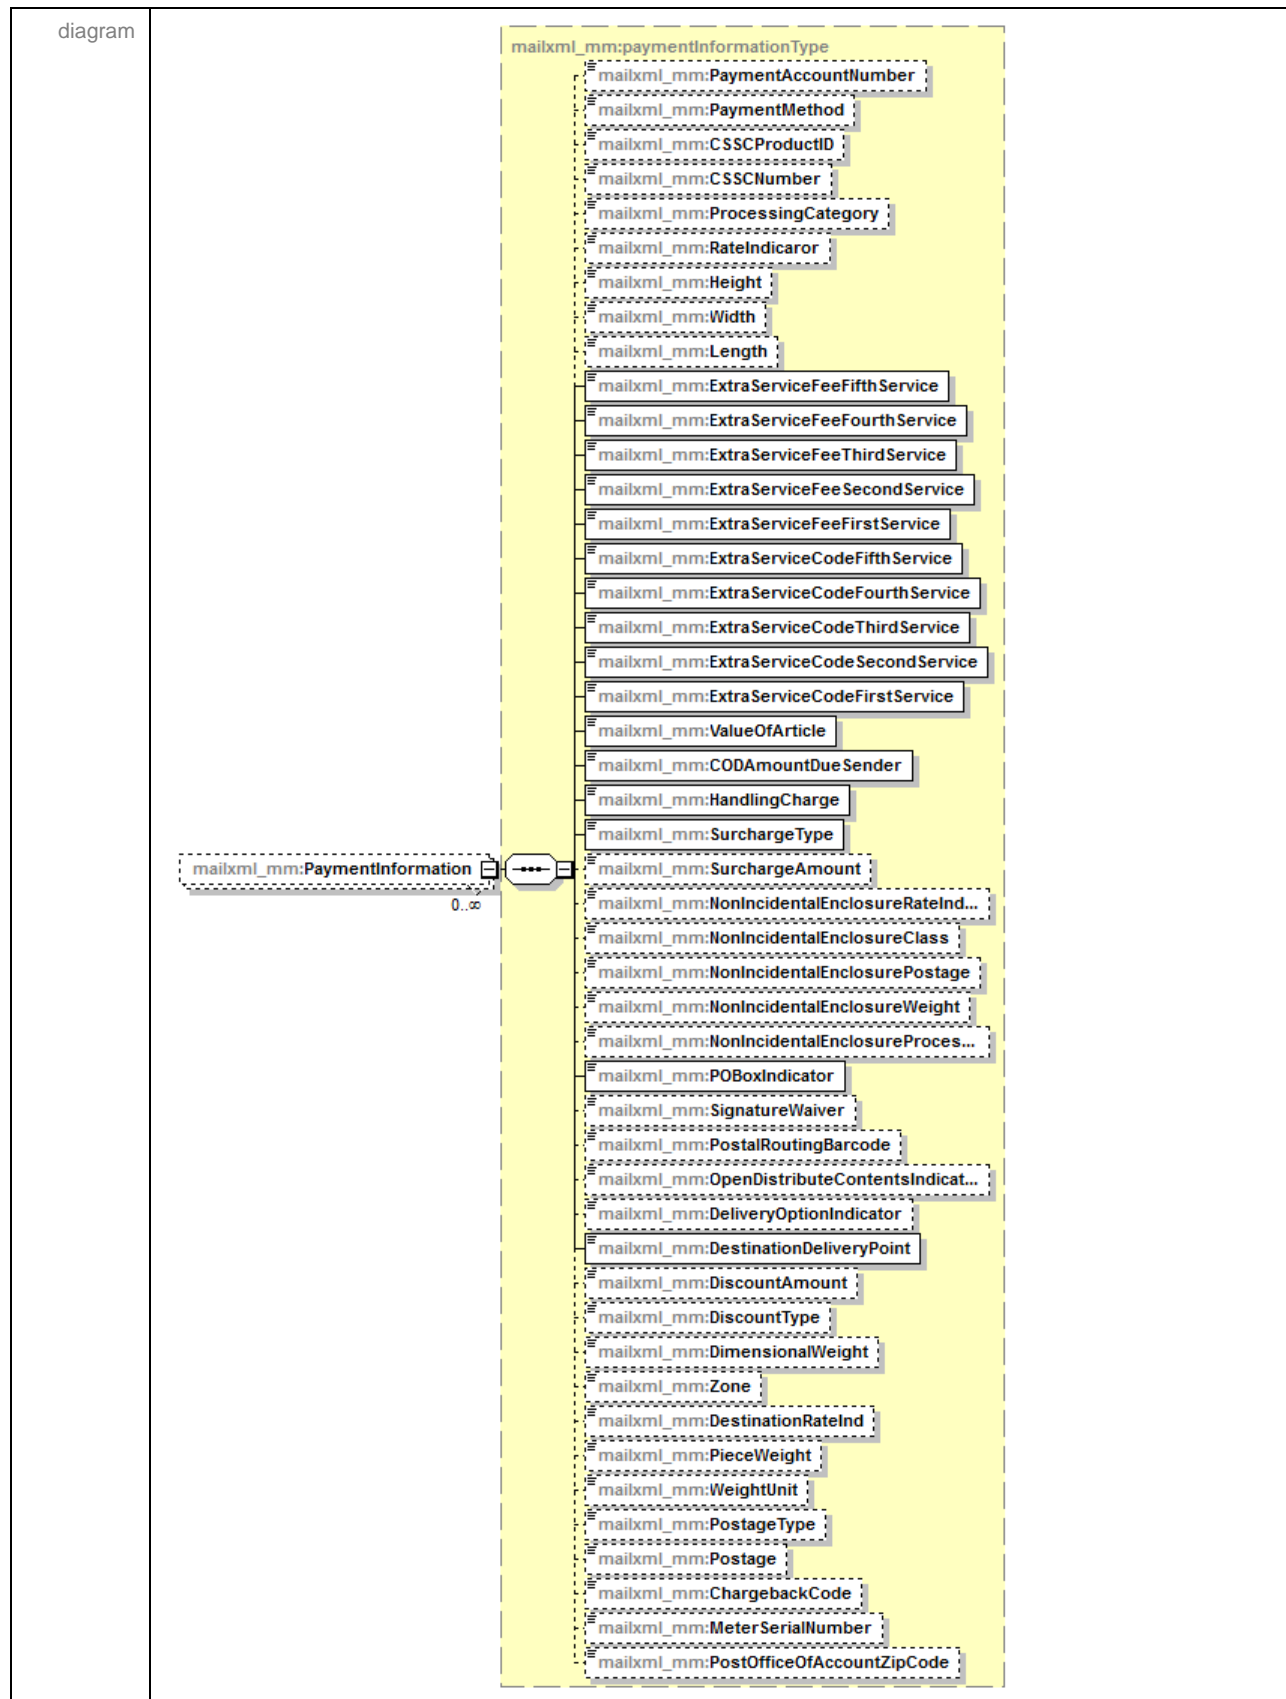 diagram
mailxml_mm:paymentInformationType
mailxml_mm:PaymentAccountNumber
mailxml_mm:PaymentMethod
mailxml_mm:CSSCProductID
mailxml_mm:CSSCNumber
mailxml_mm:ProcessingCategory
mailxml_mm:RateIndicaror
mailxml_mm:Height
mailxml_mm:Width
mailxml_mm:Length
mailxml_mm:ExtraServiceFeeFifthService
mailxml_mm:ExtraServiceFeeFourthService
mailxml_mm:ExtraServiceFeeThirdService
mailxml_mm:ExtraServiceFeeSecondService
mailxml_mm:ExtraServiceFeeFirstService
mailxml_mm:ExtraServiceCodeFifthService
mailxml_mm:ExtraServiceCodeFourthService
mailxml_mm:ExtraServiceCodeThirdService
mailxml_mm:ExtraServiceCodeSecondService
mailxml_mm:ExtraServiceCodeFirstService
mailxml_mm:ValueOfArticle
mailxml_mm:CODAmountDueSender
mailxml_mm:HandlingCharge
mailxml_mm:SurchargeType
mailxml_mm:PaymentInformation
0..∞
mailxml_mm:SurchargeAmount
mailxml_mm:NonIncidentalEnclosureRateInd...
mailxml_mm:NonIncidentalEnclosureClass
mailxml_mm:NonIncidentalEnclosurePostage
mailxml_mm:NonIncidentalEnclosureWeight
mailxml_mm:NonIncidentalEnclosureProces...
mailxml_mm:POBoxIndicator
mailxml_mm:SignatureWaiver
mailxml_mm:PostalRoutingBarcode
mailxml_mm:OpenDistributeContentsIndicat...
mailxml_mm:DeliveryOptionIndicator
mailxml_mm:DestinationDeliveryPoint
mailxml_mm:DiscountAmount
mailxml_mm:DiscountType
mailxml_mm:DimensionalWeight
mailxml_mm:Zone
mailxml_mm:DestinationRateInd
mailxml_mm:PieceWeight
mailxml_mm:WeightUnit
mailxml_mm:PostageType
mailxml_mm:Postage
mailxml_mm:ChargebackCode
mailxml_mm:MeterSerialNumber
mailxml_mm:PostOfficeOfAccountZipCode